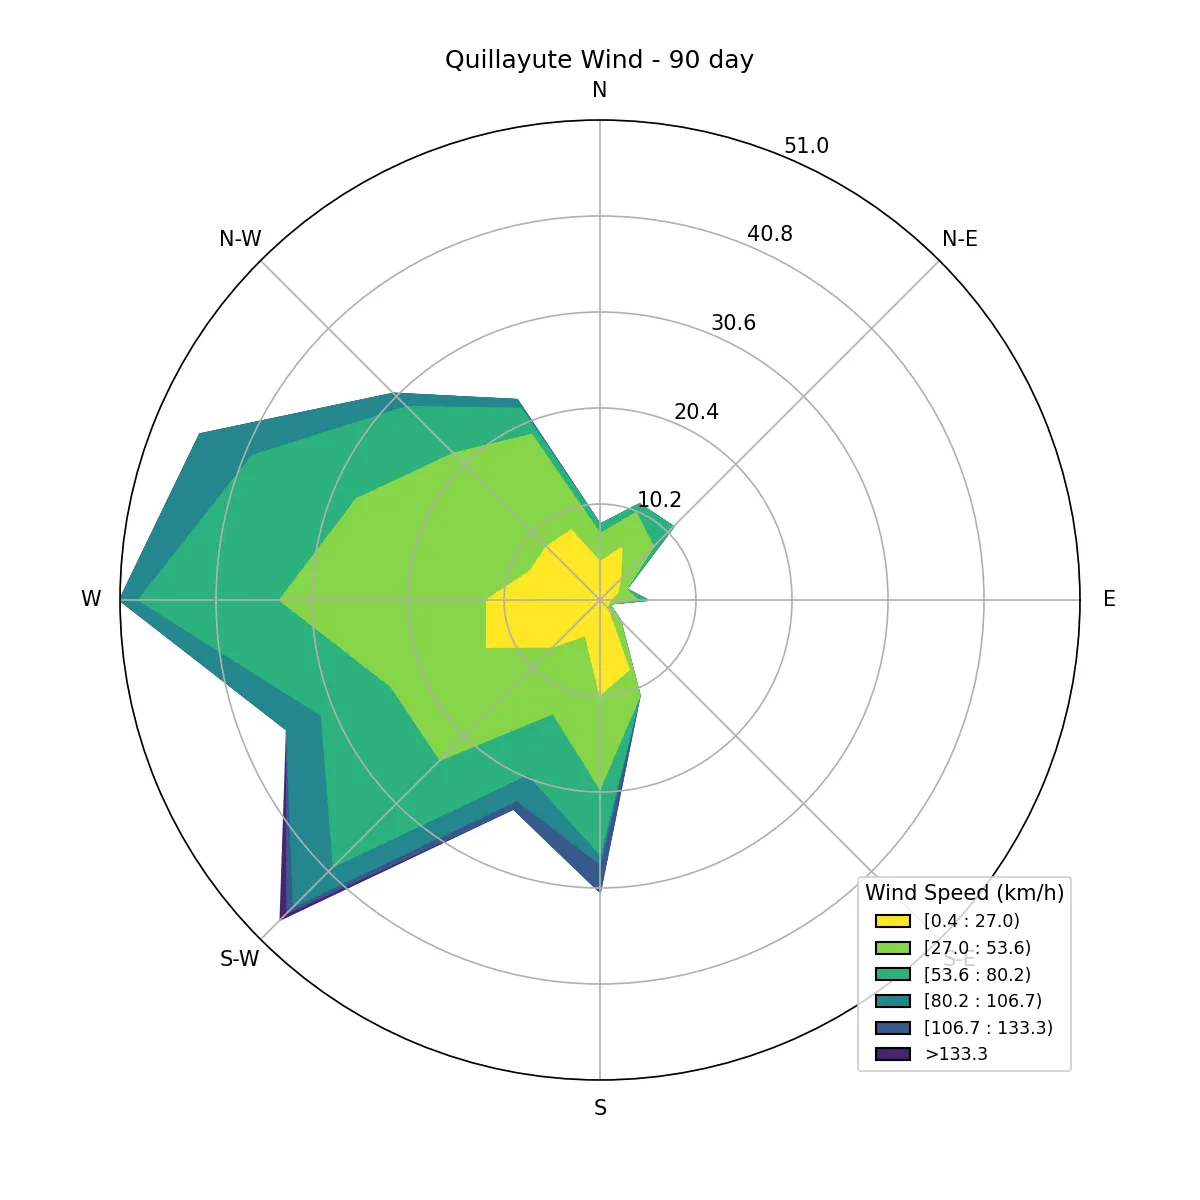 Quillayute Wind - 90 day
N
51.0
N-W
40.8
N-E
30.6
20.4
10.2
W
E
S-W
S-E
S
Wind Speed (km/h)
[0.4 : 27.0)
[27.0 : 53.6)
[53.6 : 80.2)
[80.2 : 106.7)
[106.7 : 133.3)
>133.3